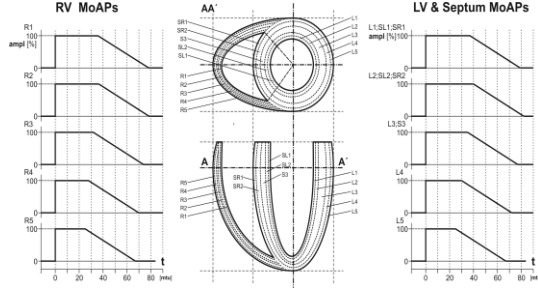 RV MoAPs
R1
ampl [%]
100
0
R2
100
0
R3
100
0
R4
100
0
R5
100
0
t
0 20 40 60 80 [mtu]
AA´
SR1
SR2
S3
SL2
SL1
R1
R2
R3
R4
R5
L1
L2
L3
L4
L5
A
A´
SL1
SL2
S3
SR1
SR2
R5
R4
R3
R2
R1
L1
L2
L3
L4
L5
LV & Septum MoAPs
L1;SL1;SR1
ampl [%]
100
0
L2;SL2;SR2
100
0
L3;S3
100
0
L4
100
0
L5
100
0
t
0 20 40 60 80